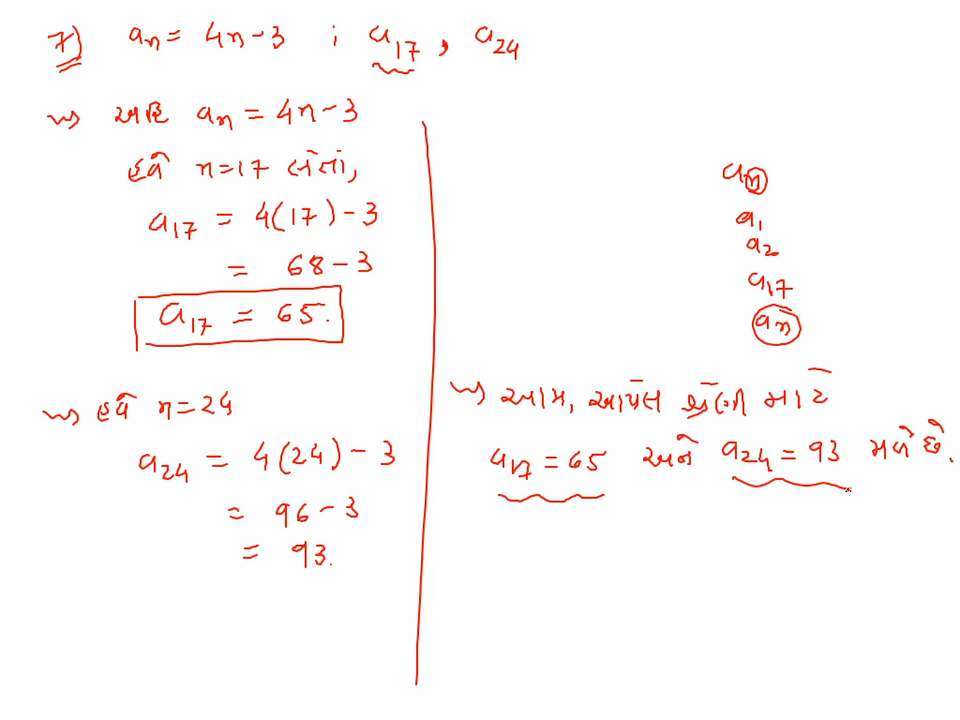 7) aₙ = 4n-3 ; a₁₇ , a₂₄
અહિ aₙ = 4n-3
હવે n=17 લેતાં,
a₁₇ = 4(17)-3
= 68-3
a₁₇ = 65.
હવે n=24
a₂₄ = 4(24)-3
= 96-3
= 93.
aₙ
a₁
a₂
a₁₇
aₙ
આમ, આપેલ શ્રેણી માટે
a₁₇ = 65 અને a₂₄ = 93 મળે છે.